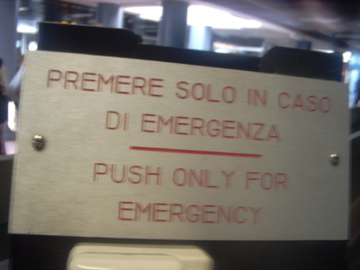 PREMERE SOLO IN CASO
DI EMERGENZA
PUSH ONLY FOR
EMERGENCY